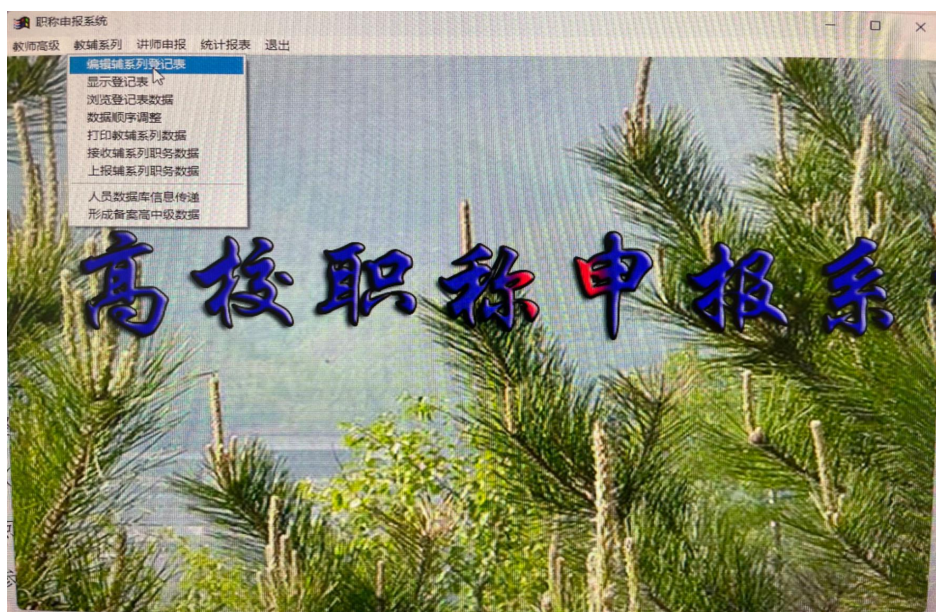 职称申报系统
教师高级 教辅系列 讲师申报 统计报表 退出
编辑辅系列登记表
显示登记表
浏览登记表数据
数据顺序调整
打印教辅系列数据
接收辅系列职务数据
上报辅系列职务数据
人员数据库信息传递
形成备案高中级数据
高校职称申报系